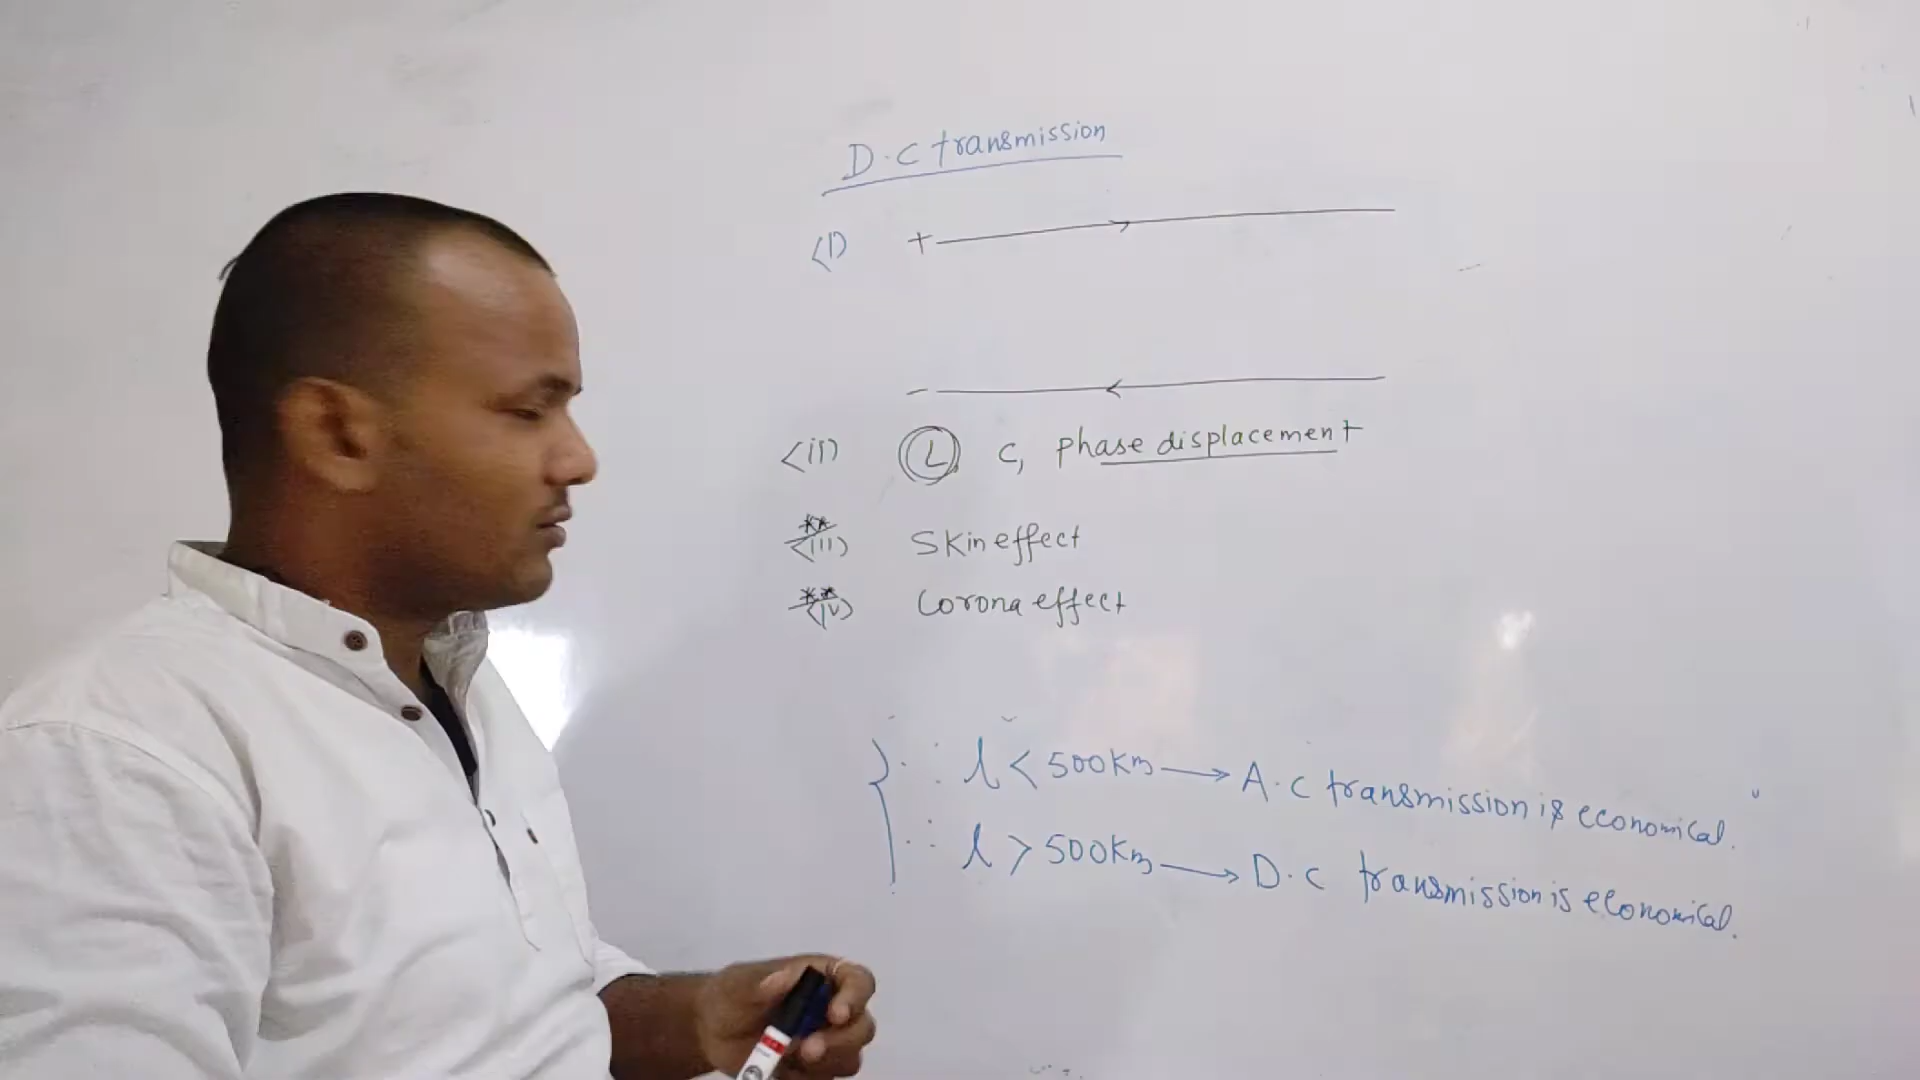 D.C transmission
<I) +
-
<II) L C, phase displacement
**
<III) Skin effect
**
<IV) Corona effect
∴ l < 500Km → A.C transmission is economical.
∴ l > 500Km → D.C transmission is economical.